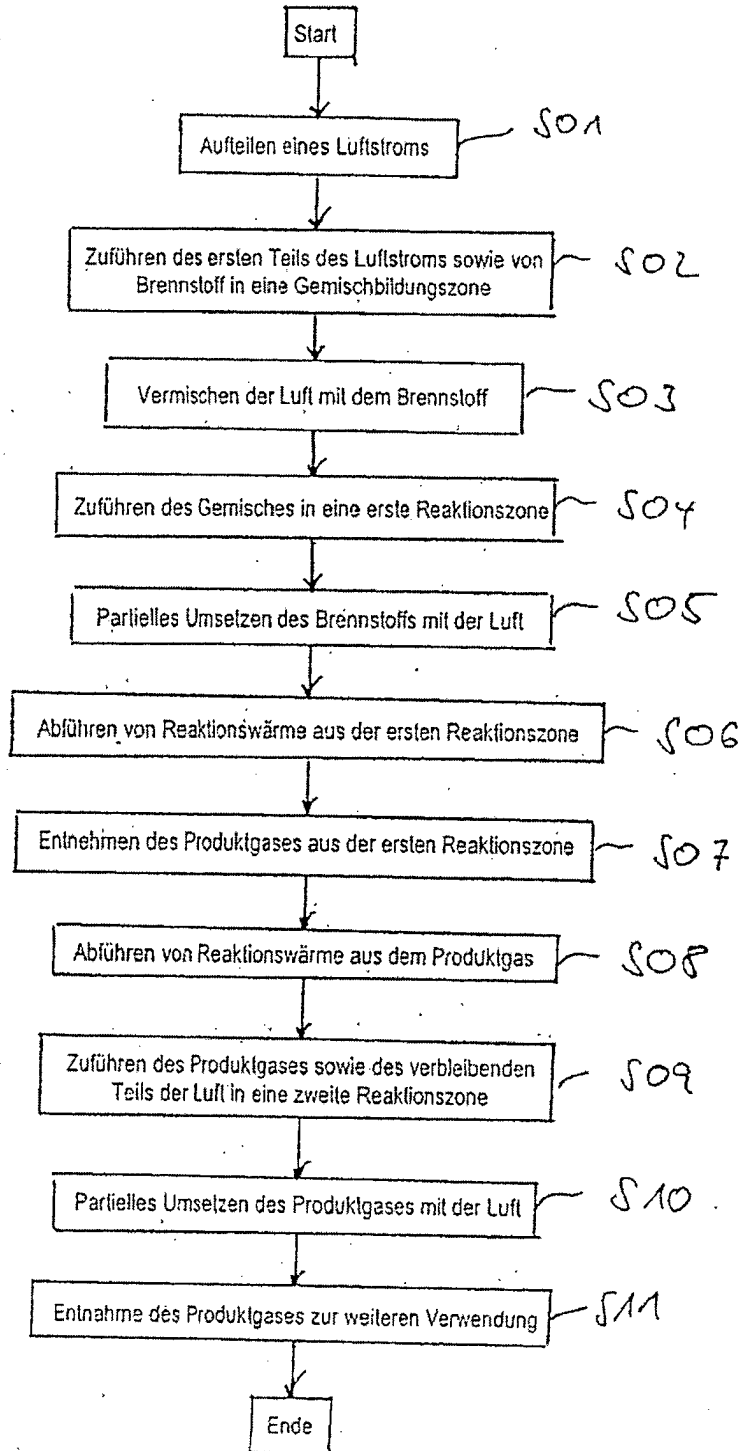 Start
Aufteilen eines Luftstroms
S01
Zuführen des ersten Teils des Luftstroms sowie von
Brennstoff in eine Gemischbildungszone
S02
Vermischen der Luft mit dem Brennstoff
S03
Zuführen des Gemisches in eine erste Reaktionszone
S04
Partielles Umsetzen des Brennstoffs mit der Luft
S05
Abführen von Reaktionswärme aus der ersten Reaktionszone
S06
Entnehmen des Produktgases aus der ersten Reaktionszone
S07
Abführen von Reaktionswärme aus dem Produktgas
S08
Zuführen des Produktgases sowie des verbleibenden
Teils der Luft in eine zweite Reaktionszone
S09
Partielles Umsetzen des Produktgases mit der Luft
S10
Entnahme des Produktgases zur weiteren Verwendung
S11
Ende